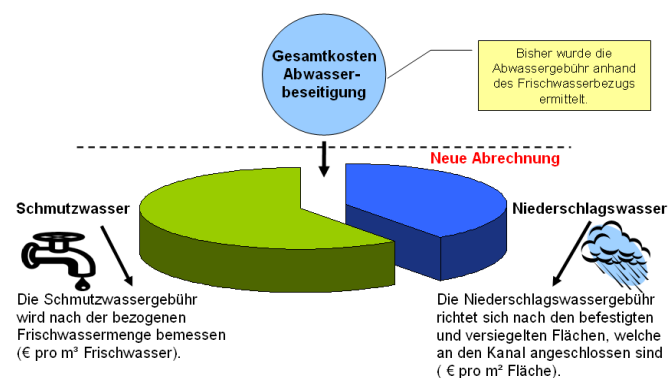 Gesamtkosten
Abwasser-
beseitigung
Bisher wurde die
Abwassergebühr anhand
des Frischwasserbezugs
ermittelt.
Neue Abrechnung
Schmutzwasser
Niederschlagswasser
Die Schmutzwassergebühr
wird nach der bezogenen
Frischwassermenge bemessen
(€ pro m³ Frischwasser).
Die Niederschlagswassergebühr
richtet sich nach den befestigten
und versiegelten Flächen, welche
an den Kanal angeschlossen sind
( € pro m² Fläche).